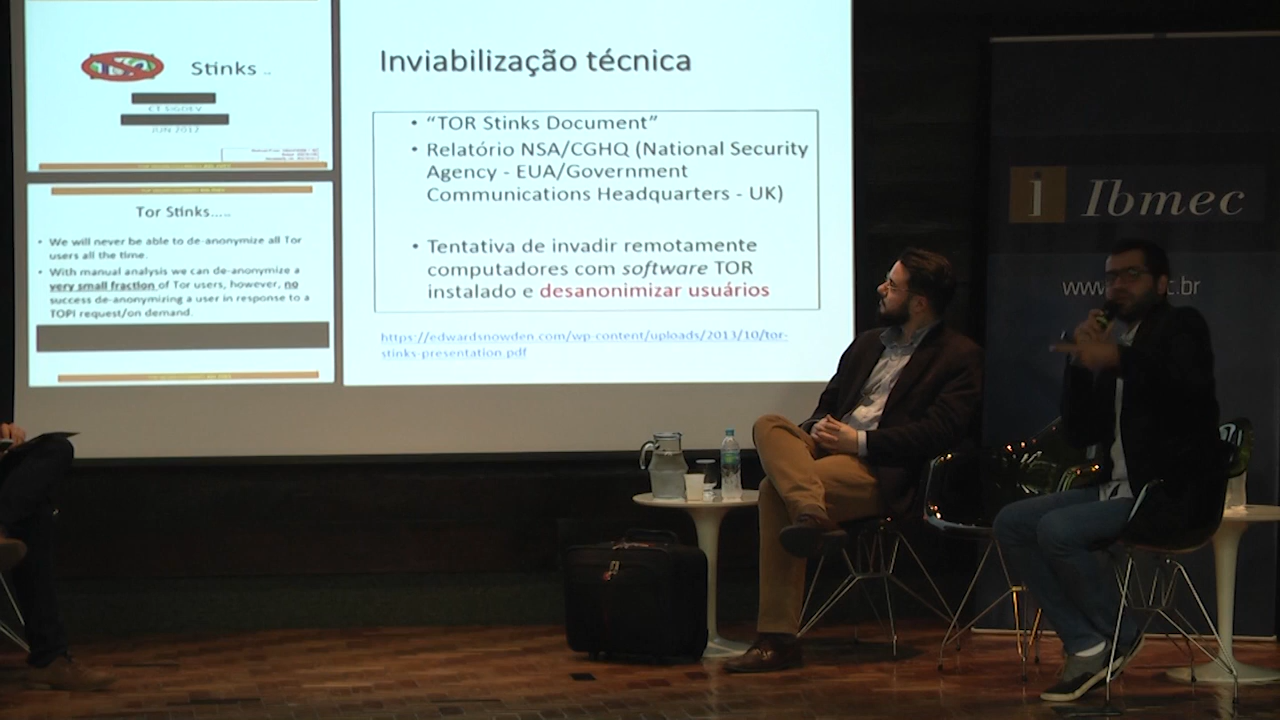 Stinks ..
CT SIGDEV
JUN 2012
Tor Stinks.....
• We will never be able to de-anonymize all Tor
users all the time.
• With manual analysis we can de-anonymize a
very small fraction of Tor users, however, no
success de-anonymizing a user in response to a
TOPI request/on demand.
Inviabilização técnica
• “TOR Stinks Document”
• Relatório NSA/CGHQ (National Security
Agency - EUA/Government
Communications Headquarters - UK)
• Tentativa de invadir remotamente
computadores com software TOR
instalado e desanonimizar usuários
https://edwardsnowden.com/wp-content/uploads/2013/10/tor-
stinks-presentation.pdf
i Ibmec